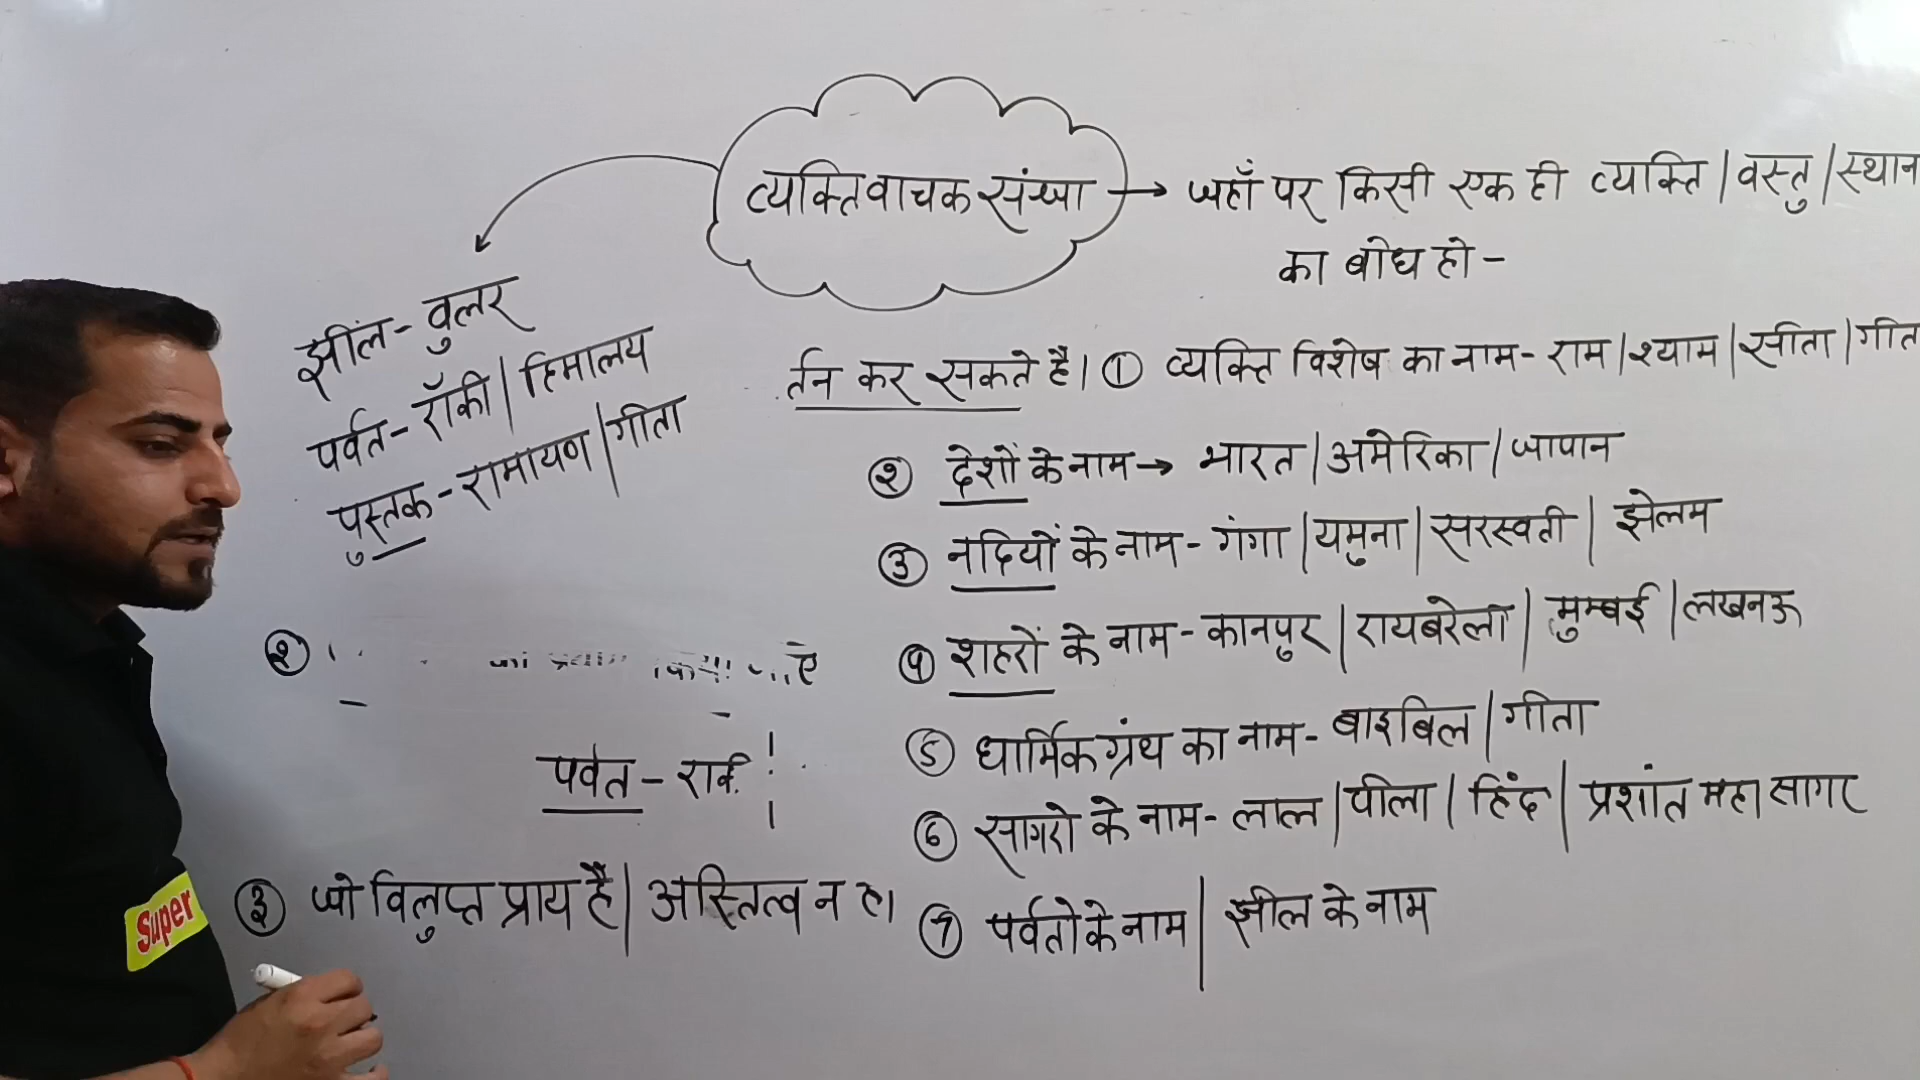 व्यक्तिवाचक संज्ञा → जहाँ पर किसी एक ही व्यक्ति | वस्तु | स्थान
का बोध हो -
झील - वुलर
पर्वत - रॉकी | हिमालय
पुस्तक - रामायण | गीता
र्तन कर सकते है। ① व्यक्ति विशेष का नाम - राम | श्याम | सीता | गीत
② देशों के नाम → भारत | अमेरिका | जापान
③ नदियों के नाम - गंगा | यमुना | सरस्वती | झेलम
④ शहरों के नाम - कानपुर | रायबरेली | मुम्बई | लखनऊ
⑤ धार्मिक ग्रंथ का नाम - बाइबिल | गीता
⑥ सागरो के नाम - लाल | पीला | हिंद | प्रशांत महासागर
⑦ पर्वतो के नाम | झील के नाम
②
पर्वत -
③ जो विलुप्त प्राय है | अस्तित्व न
Super